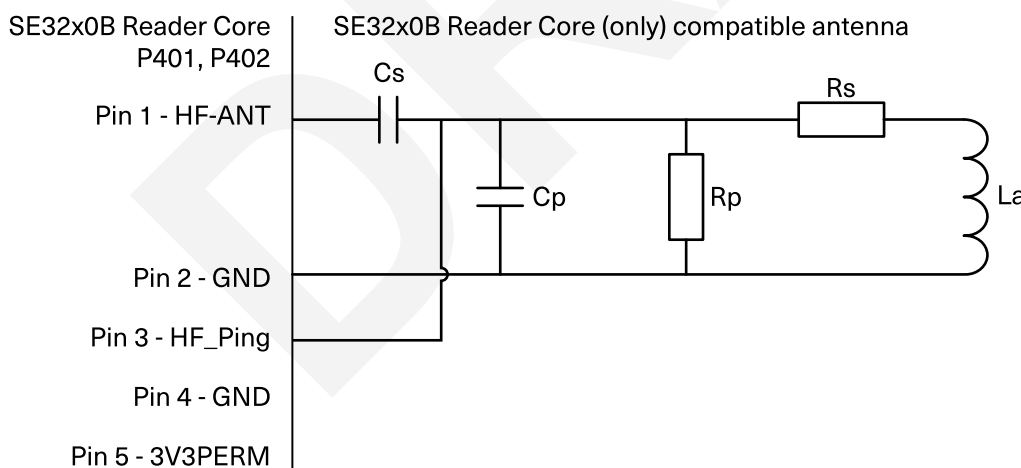 SE32x0B Reader Core
P401, P402
SE32x0B Reader Core (only) compatible antenna
Cs
Rs
Pin 1 - HF-ANT
Cp
Rp
La
Pin 2 - GND
Pin 3 - HF_Ping
Pin 4 - GND
Pin 5 - 3V3PERM